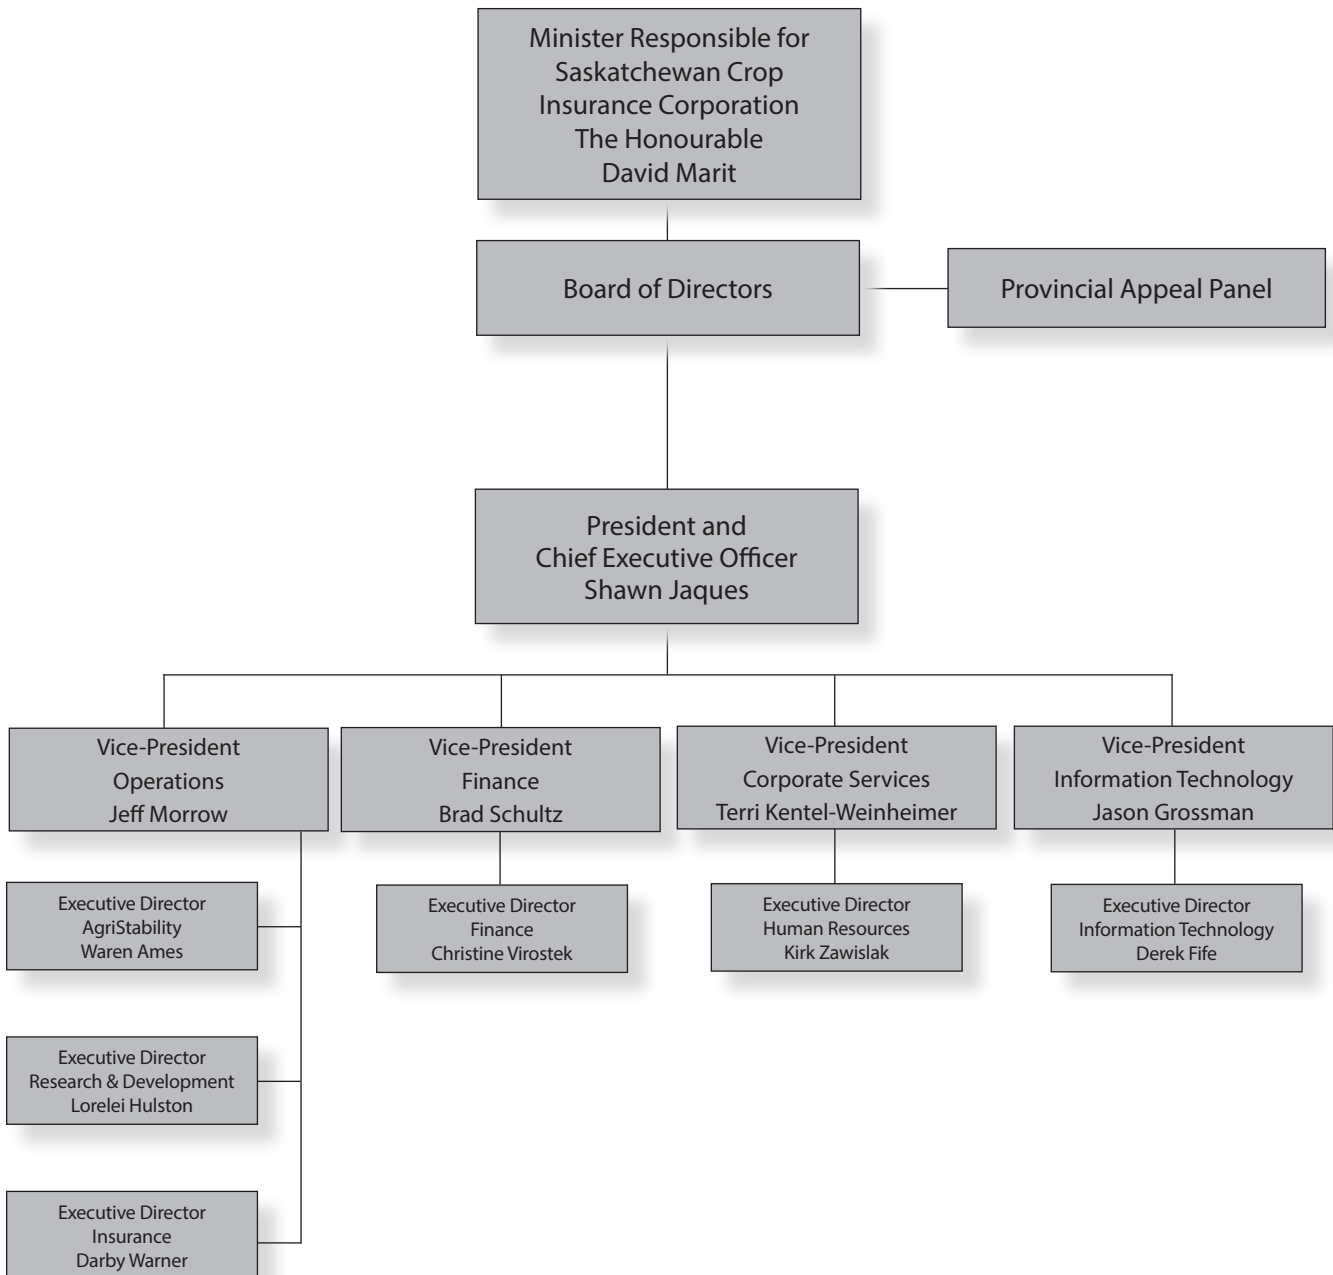 Minister Responsible for
Saskatchewan Crop
Insurance Corporation
The Honourable
David Marit
Board of Directors
Provincial Appeal Panel
President and
Chief Executive Officer
Shawn Jaques
Vice-President
Operations
Jeff Morrow
Vice-President
Finance
Brad Schultz
Vice-President
Corporate Services
Terri Kentel-Weinheimer
Vice-President
Information Technology
Jason Grossman
Executive Director
AgriStability
Waren Ames
Executive Director
Finance
Christine Virostek
Executive Director
Human Resources
Kirk Zawislak
Executive Director
Information Technology
Derek Fife
Executive Director
Research & Development
Lorelei Hulston
Executive Director
Insurance
Darby Warner